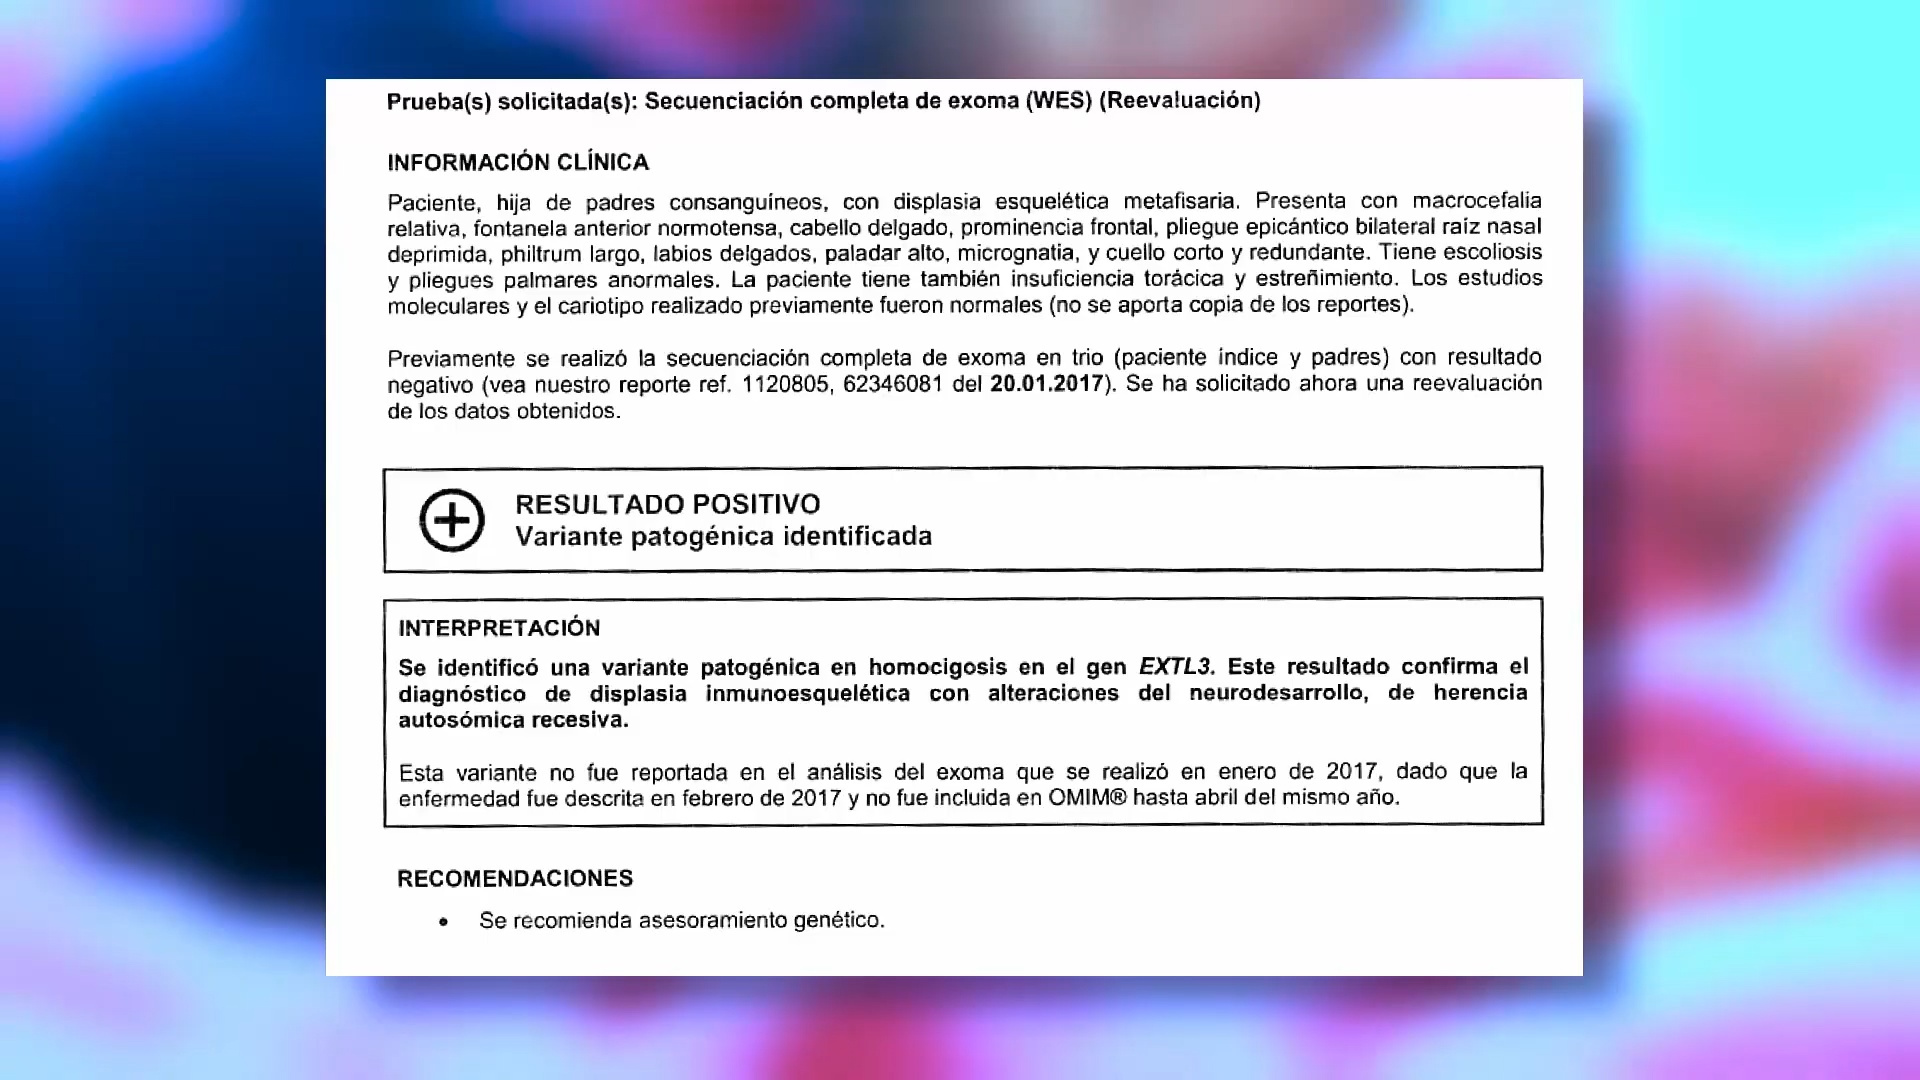 Prueba(s) solicitada(s): Secuenciación completa de exoma (WES) (Reevaluación)
INFORMACIÓN CLÍNICA
Paciente, hija de padres consanguíneos, con displasia esquelética metafisaria. Presenta con macrocefalia
relativa, fontanela anterior normotensa, cabello delgado, prominencia frontal, pliegue epicántico bilateral raíz nasal
deprimida, philtrum largo, labios delgados, paladar alto, micrognatia, y cuello corto y redundante. Tiene escoliosis
y pliegues palmares anormales. La paciente tiene también insuficiencia torácica y estreñimiento. Los estudios
moleculares y el cariotipo realizado previamente fueron normales (no se aporta copia de los reportes).
Previamente se realizó la secuenciación completa de exoma en trio (paciente índice y padres) con resultado
negativo (vea nuestro reporte ref. 1120805, 62346081 del 20.01.2017). Se ha solicitado ahora una reevaluación
de los datos obtenidos.
RESULTADO POSITIVO
Variante patogénica identificada
INTERPRETACIÓN
Se identificó una variante patogénica en homocigosis en el gen EXTL3. Este resultado confirma el
diagnóstico de displasia inmunoesquelética con alteraciones del neurodesarrollo, de herencia
autosómica recesiva.
Esta variante no fue reportada en el análisis del exoma que se realizó en enero de 2017, dado que la
enfermedad fue descrita en febrero de 2017 y no fue incluida en OMIM® hasta abril del mismo año.
RECOMENDACIONES
• Se recomienda asesoramiento genético.